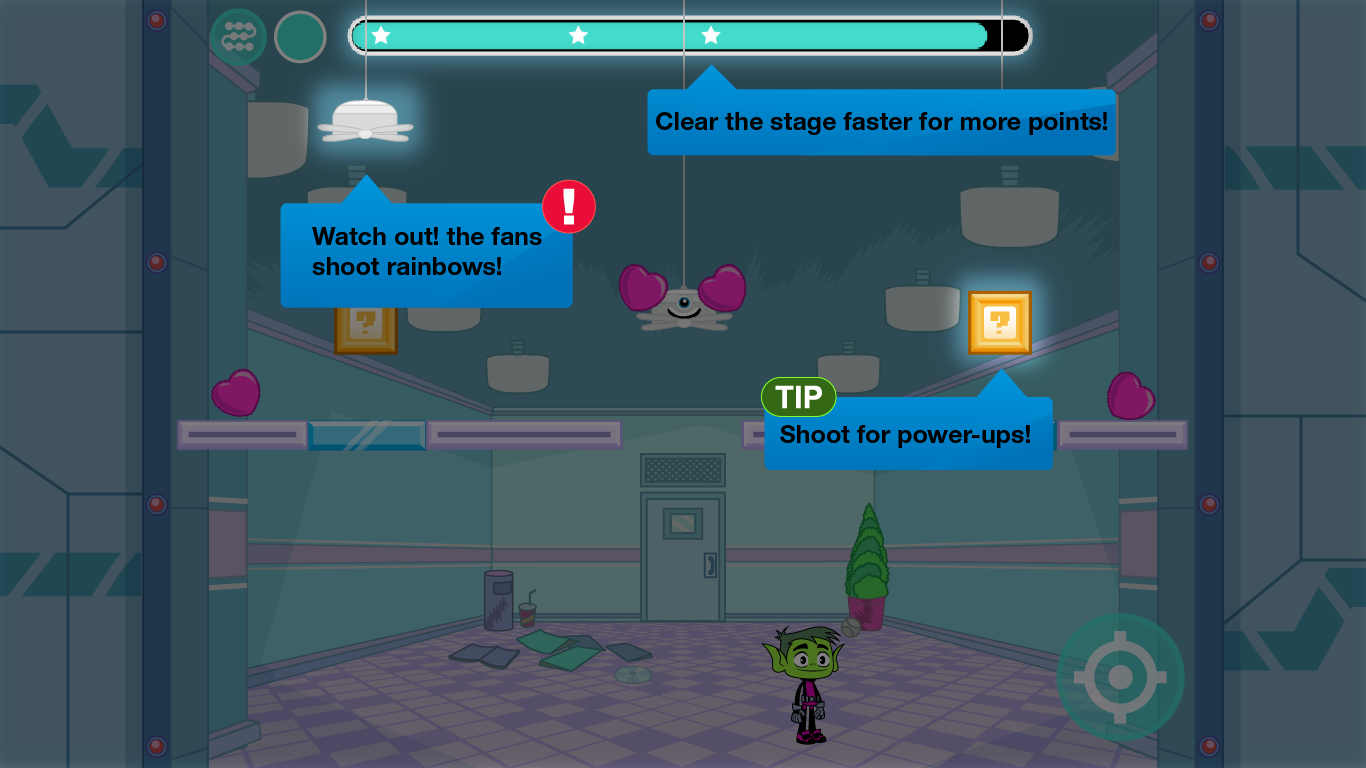 Clear the stage faster for more points!
Watch out! the fans
shoot rainbows!
!
?
?
TIP
Shoot for power-ups!